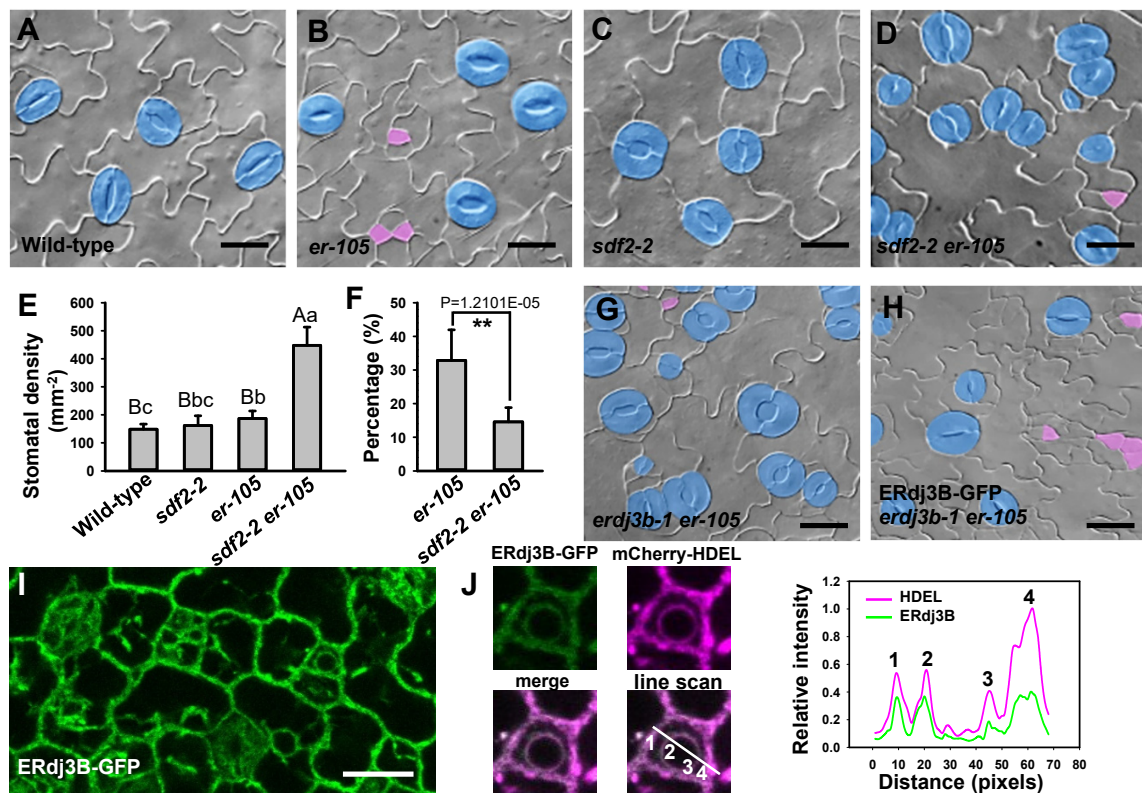 A
Wild-type
B
er-105
C
sdf2-2
D
sdf2-2 er-105
E
Stomatal density
(mm-2)
600
500
400
300
200
100
0
Bc
Bbc
Bb
Aa
Wild-type
sdf2-2
er-105
sdf2-2 er-105
F
Percentage (%)
50
40
30
20
10
0
P=1.2101E-05
**
er-105
sdf2-2 er-105
G
erdj3b-1 er-105
H
ERdj3B-GFP
erdj3b-1 er-105
I
ERdj3B-GFP
J
ERdj3B-GFP
mCherry-HDEL
merge
line scan
1
2
3
4
Relative intensity
1.2
1.0
0.8
0.6
0.4
0.2
0.0
HDEL
ERdj3B
1
2
3
4
0 10 20 30 40 50 60 70 80
Distance (pixels)